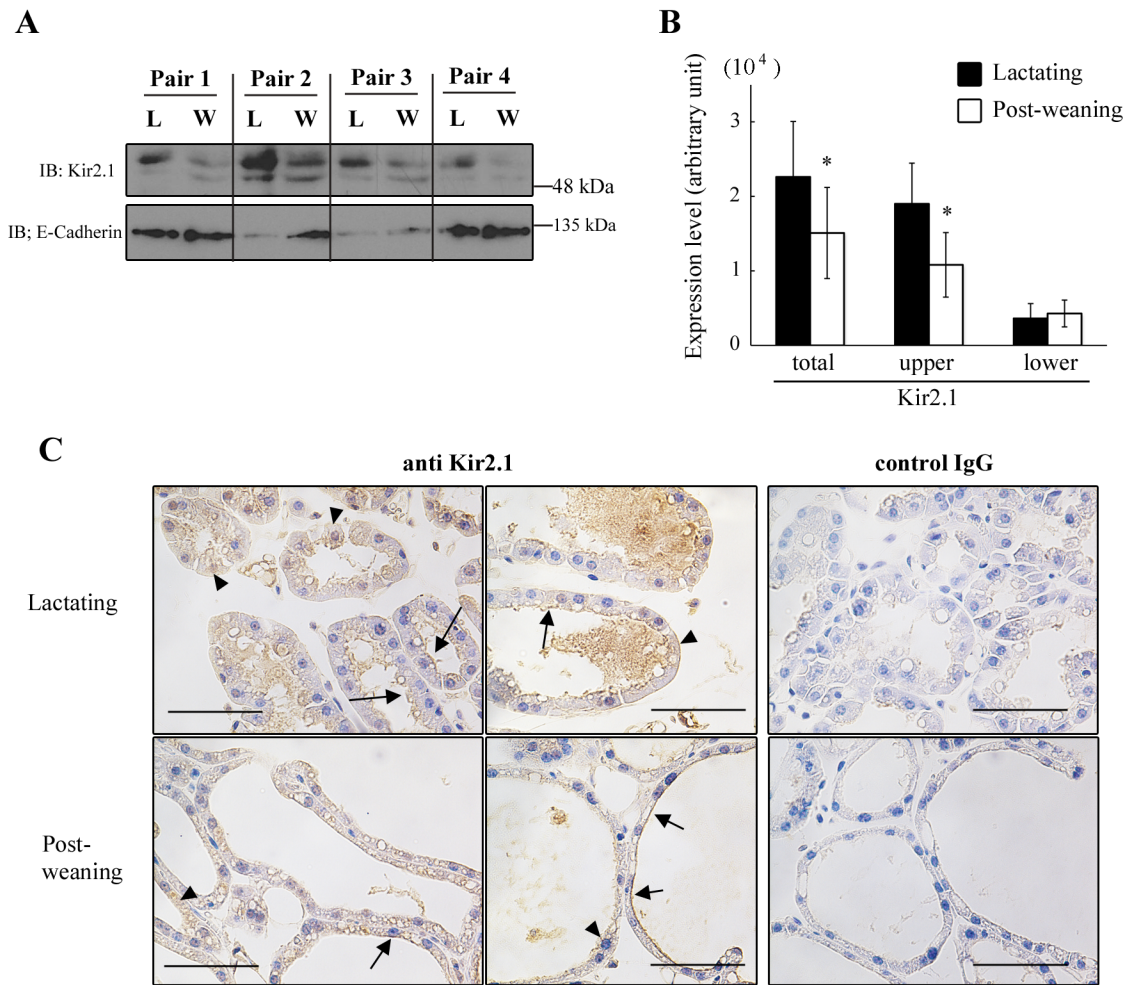 A
Pair 1 Pair 2 Pair 3 Pair 4
L W L W L W L W
IB: Kir2.1
48 kDa
IB; E-Cadherin
135 kDa
B
(10⁴)
Lactating
Post-weaning
Expression level (arbitrary unit)
3
2
1
0
* *
total upper lower
Kir2.1
C
anti Kir2.1 control IgG
Lactating
Post-
weaning